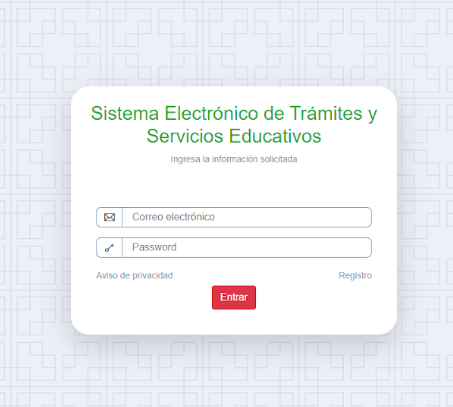 Sistema Electrónico de Trámites y
Servicios Educativos
Ingresa la información solicitada
Correo electrónico
Password
Aviso de privacidad Registro
Entrar